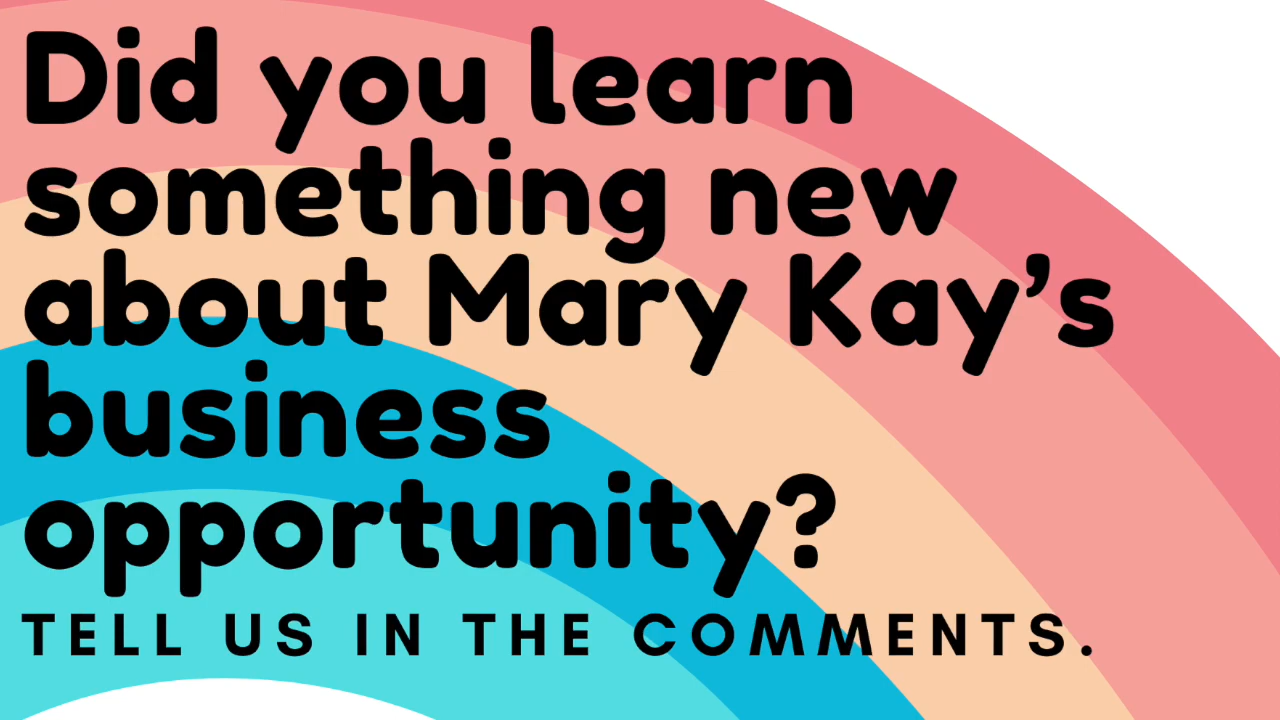 Did you learn
something new
about Mary Kay’s
business
opportunity?
TELL US IN THE COMMENTS.